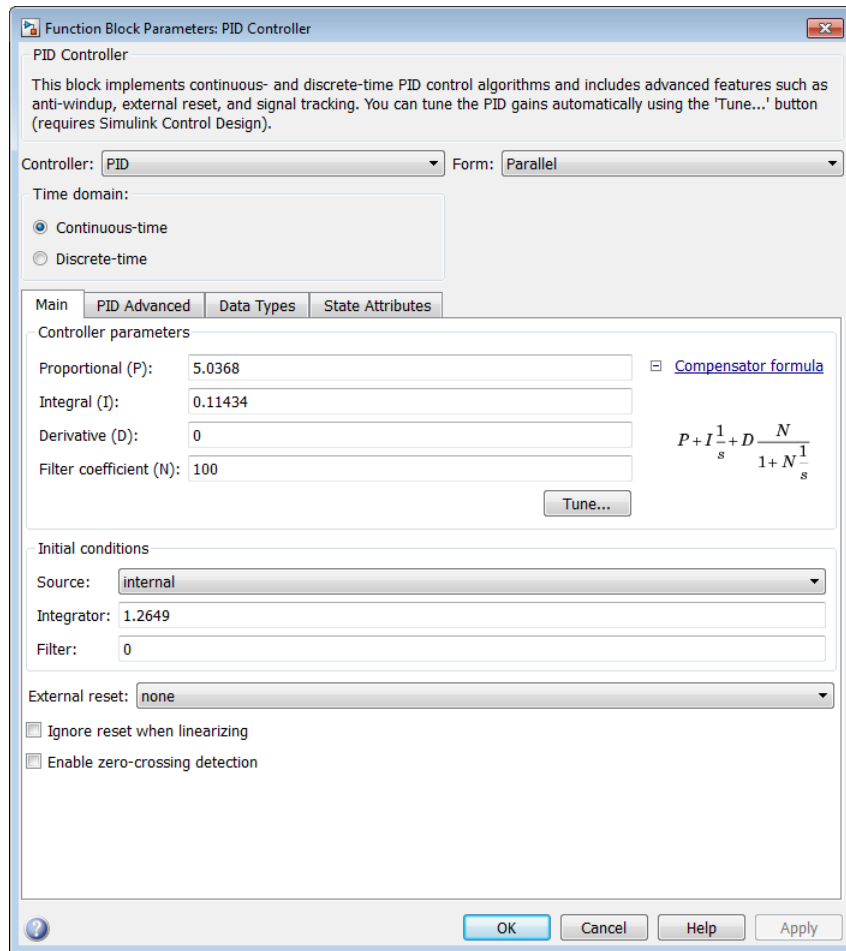 Function Block Parameters: PID Controller
PID Controller
This block implements continuous- and discrete-time PID control algorithms and includes advanced features such as
anti-windup, external reset, and signal tracking. You can tune the PID gains automatically using the 'Tune...' button
(requires Simulink Control Design).
Controller: PID Form: Parallel
Time domain:
Continuous-time
Discrete-time
Main PID Advanced Data Types State Attributes
Controller parameters
Proportional (P): 5.0368 Compensator formula
Integral (I): 0.11434
Derivative (D): 0
P + I 1/s + D N/(1 + N 1/s)
Filter coefficient (N): 100
Tune...
Initial conditions
Source: internal
Integrator: 1.2649
Filter: 0
External reset: none
Ignore reset when linearizing
Enable zero-crossing detection
? OK Cancel Help Apply